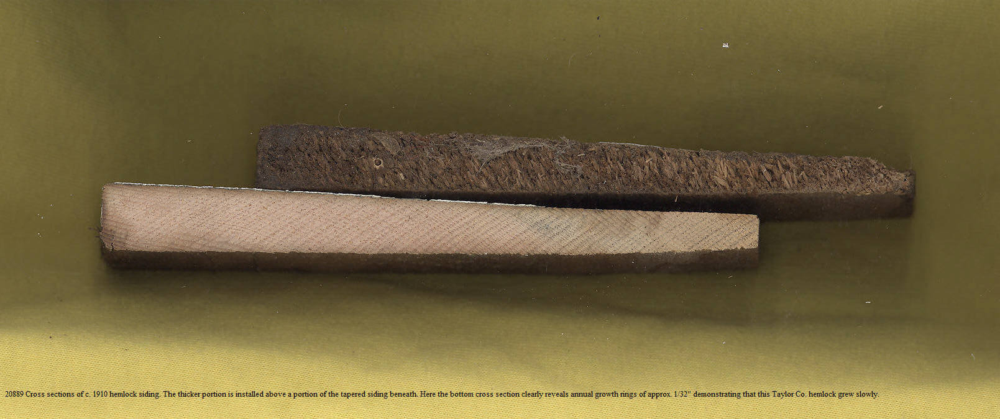 20889 Cross sections of c. 1910 hemlock siding. The thicker portion is installed above a portion of the tapered siding beneath. Here the bottom cross section clearly reveals annual growth rings of approx. 1/32" demonstrating that this Taylor Co. hemlock grew slowly.